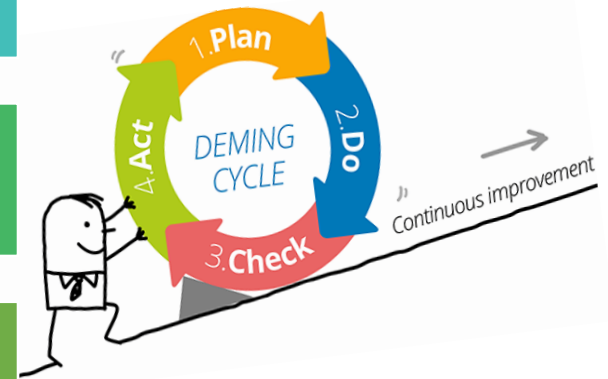 1.Plan
2.Do
3.Check
4.Act
DEMING
CYCLE
Continuous improvement